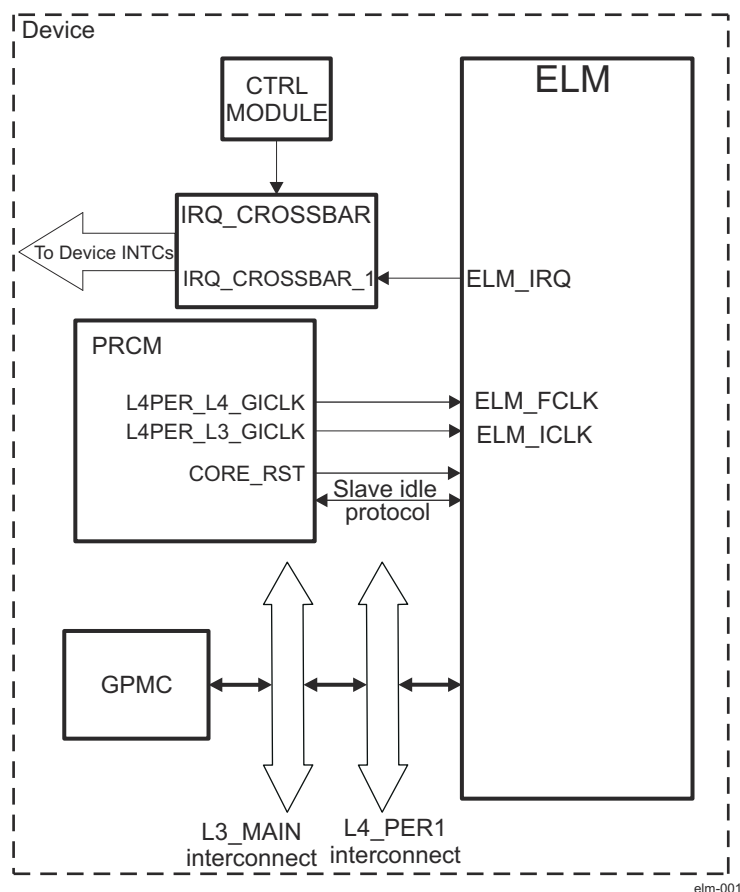 Device
CTRL
MODULE
ELM
IRQ_CROSSBAR
To Device INTCs
IRQ_CROSSBAR_1
ELM_IRQ
PRCM
L4PER_L4_GICLK
ELM_FCLK
L4PER_L3_GICLK
ELM_ICLK
CORE_RST
Slave idle
protocol
GPMC
L3_MAIN
interconnect
L4_PER1
interconnect
elm-001